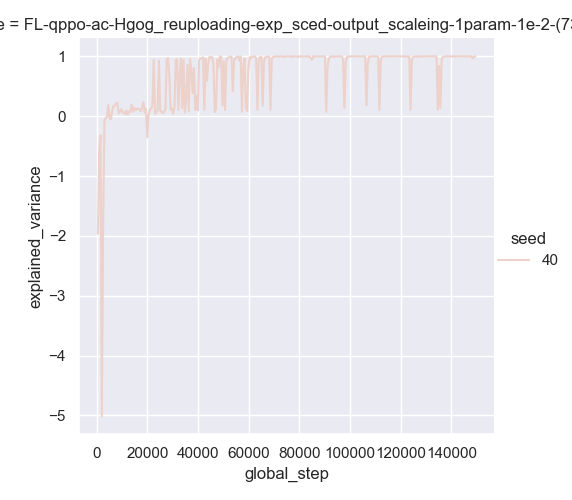 e = FL-qppo-ac-Hgog_reuploading-exp_sced-output_scaleing-1param-1e-2-(73
1
0
−1
−2
−3
−4
−5
explained_variance
0 20000 40000 60000 80000 100000 120000 140000
global_step
seed
40